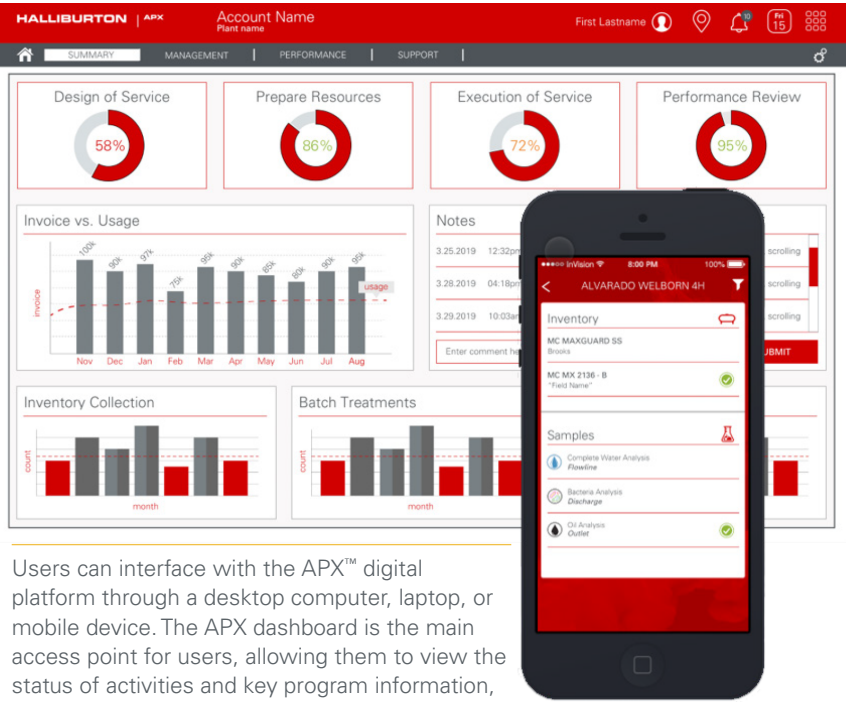 HALLIBURTON | APX
Account Name
Plant name
First Lastname
10
Fri
15
SUMMARY
MANAGEMENT
PERFORMANCE
SUPPORT
Design of Service
Prepare Resources
Execution of Service
Performance Review
58%
86%
72%
95%
Invoice vs. Usage
invoice
100k
90k
97k
75k
95k
90k
85k
80k
90k
95k
usage
Nov Dec Jan Feb Mar Apr May Jun Jul Aug
Notes
3.25.2019 12:32pm
scrolling
3.28.2019 04:18pm
scrolling
3.29.2019 10:03am
scrolling
Enter comment he
UBMIT
Inventory Collection
count
month
Batch Treatments
count
month
InVision 8:00 PM 100%
< ALVARADO WELBORN 4H
Inventory
MC MAXGUARD SS
Brooks
MC MX 2136 - B
"Field Name"
Samples
Complete Water Analysis
Flowline
Bacteria Analysis
Discharge
Oil Analysis
Outlet
Users can interface with the APX™ digital
platform through a desktop computer, laptop, or
mobile device. The APX dashboard is the main
access point for users, allowing them to view the
status of activities and key program information,